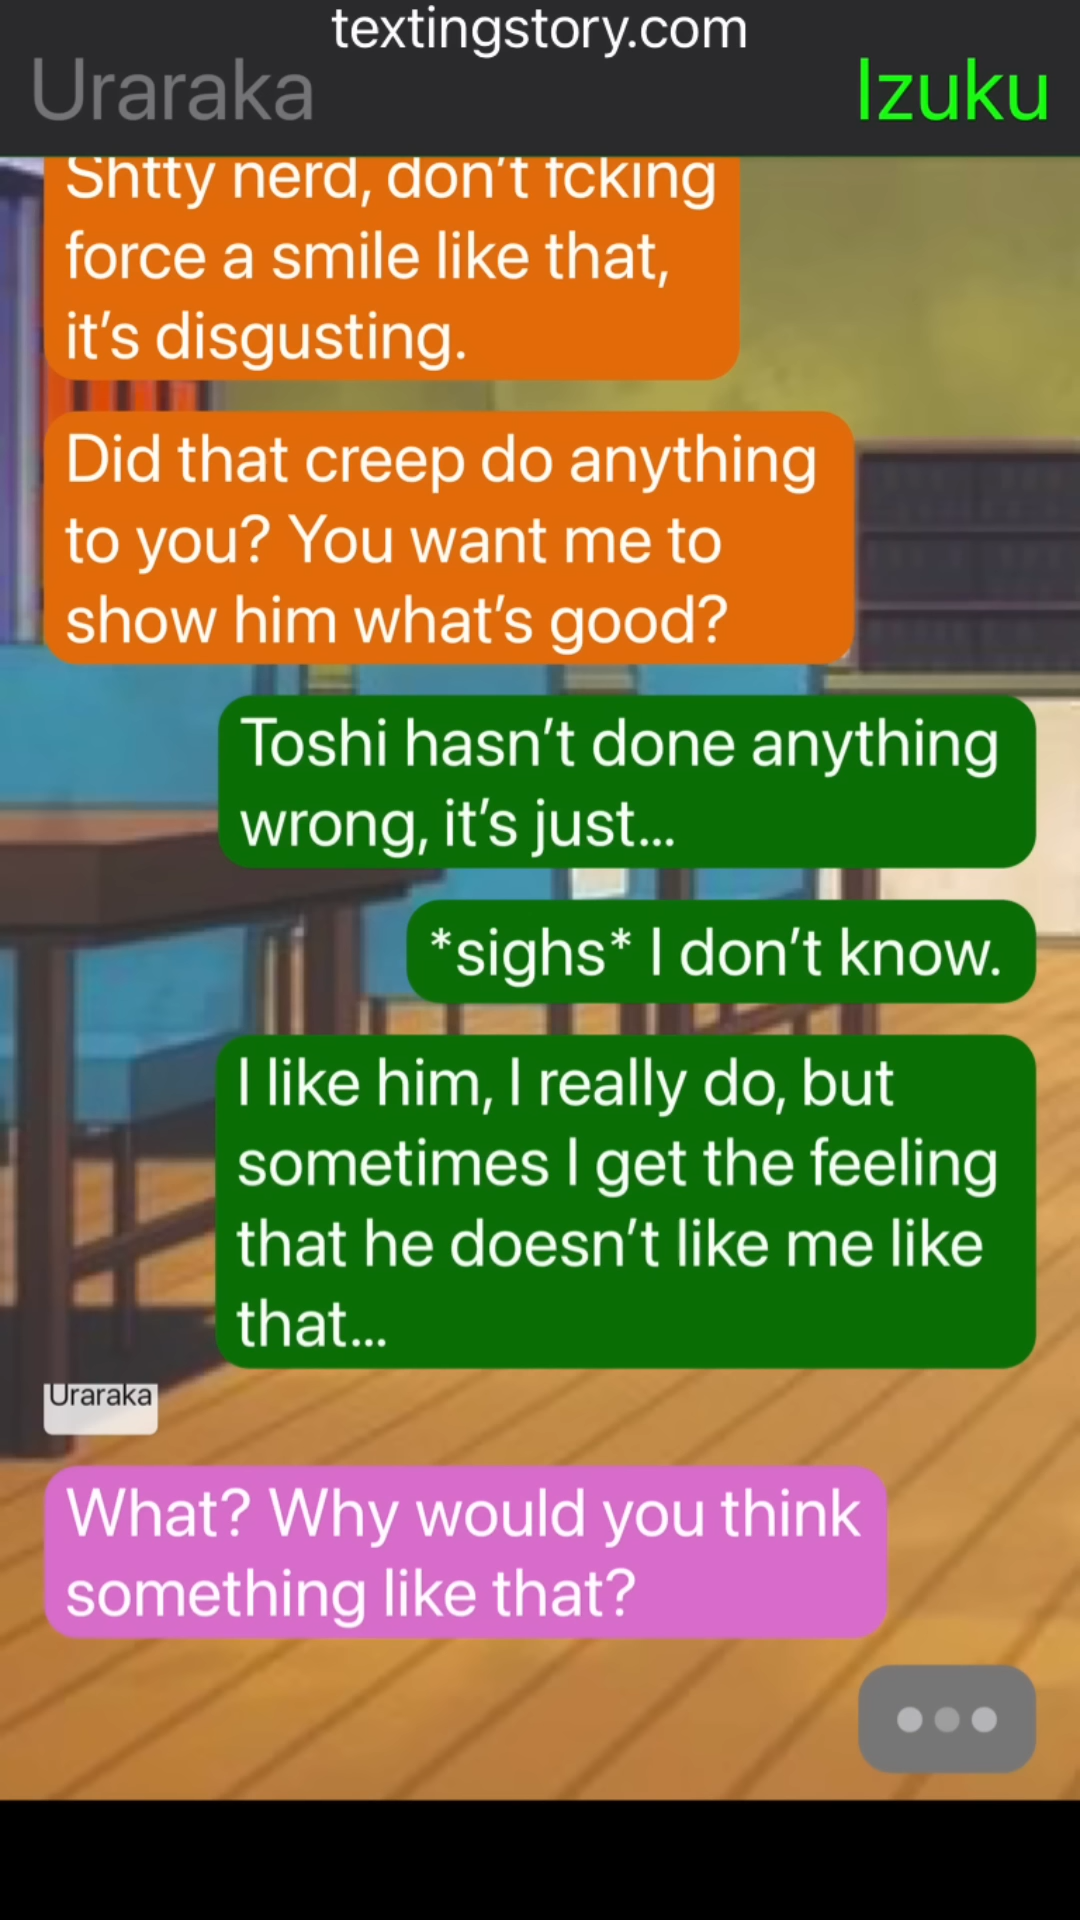 textingstory.com
Uraraka
Izuku
Shtty nerd, don’t fcking
force a smile like that,
it’s disgusting.
Did that creep do anything
to you? You want me to
show him what’s good?
Toshi hasn’t done anything
wrong, it’s just...
*sighs* I don’t know.
I like him, I really do, but
sometimes I get the feeling
that he doesn’t like me like
that...
Uraraka
What? Why would you think
something like that?